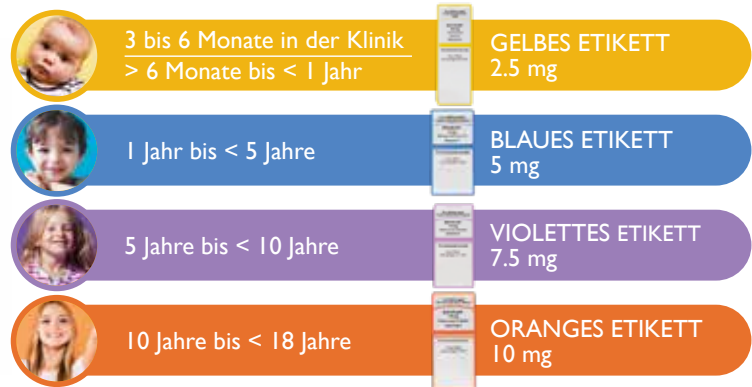 3 bis 6 Monate in der Klinik
> 6 Monate bis < 1 Jahr
GELBES ETIKETT
2.5 mg
1 Jahr bis < 5 Jahre
BLAUES ETIKETT
5 mg
5 Jahre bis < 10 Jahre
VIOLETTES ETIKETT
7.5 mg
10 Jahre bis < 18 Jahre
ORANGES ETIKETT
10 mg